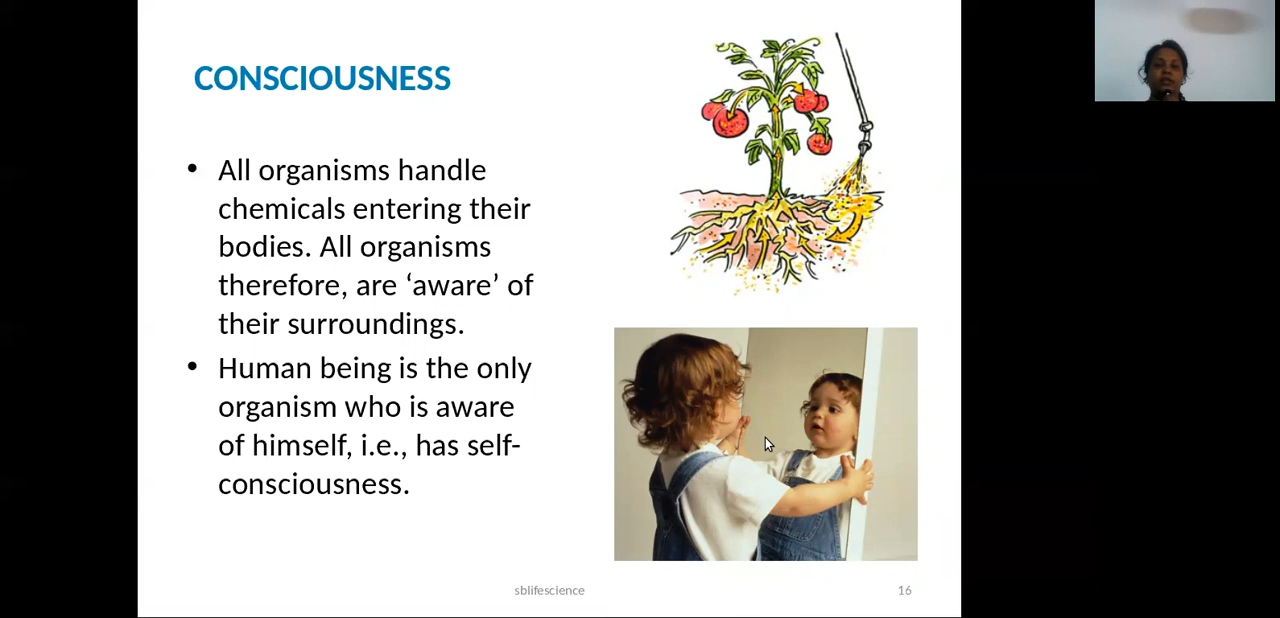 CONSCIOUSNESS
• All organisms handle
chemicals entering their
bodies. All organisms
therefore, are ‘aware’ of
their surroundings.
• Human being is the only
organism who is aware
of himself, i.e., has self-
consciousness.
sblifescience
16